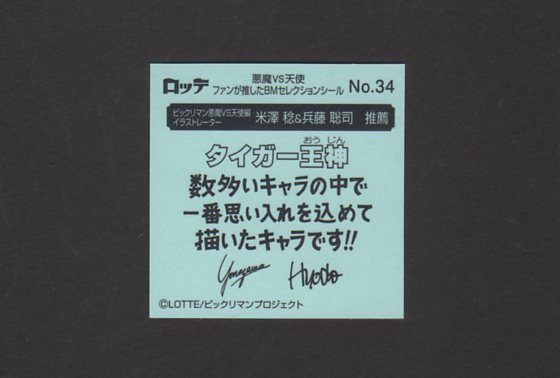 ロッテ 悪魔VS天使 No.34
ファンが推したBMセレクションシール
ビックリマン悪魔VS天使編 米澤 稔&兵藤 聡司 推薦
イラストレーター
おう じん
タイガー王神
数多いキャラの中で
一番思い入れを込めて
描いたキャラです!!
Yonezawa Hyodo
©LOTTE/ビックリマンプロジェクト